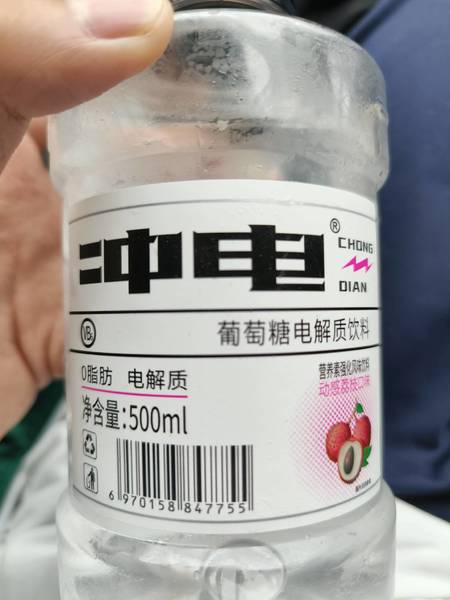 冲电®
CHONG
DIAN
葡萄糖电解质饮料
0脂肪 电解质
营养素强化风味饮料
动感荔枝口味
净含量:500ml
6 970158 847755